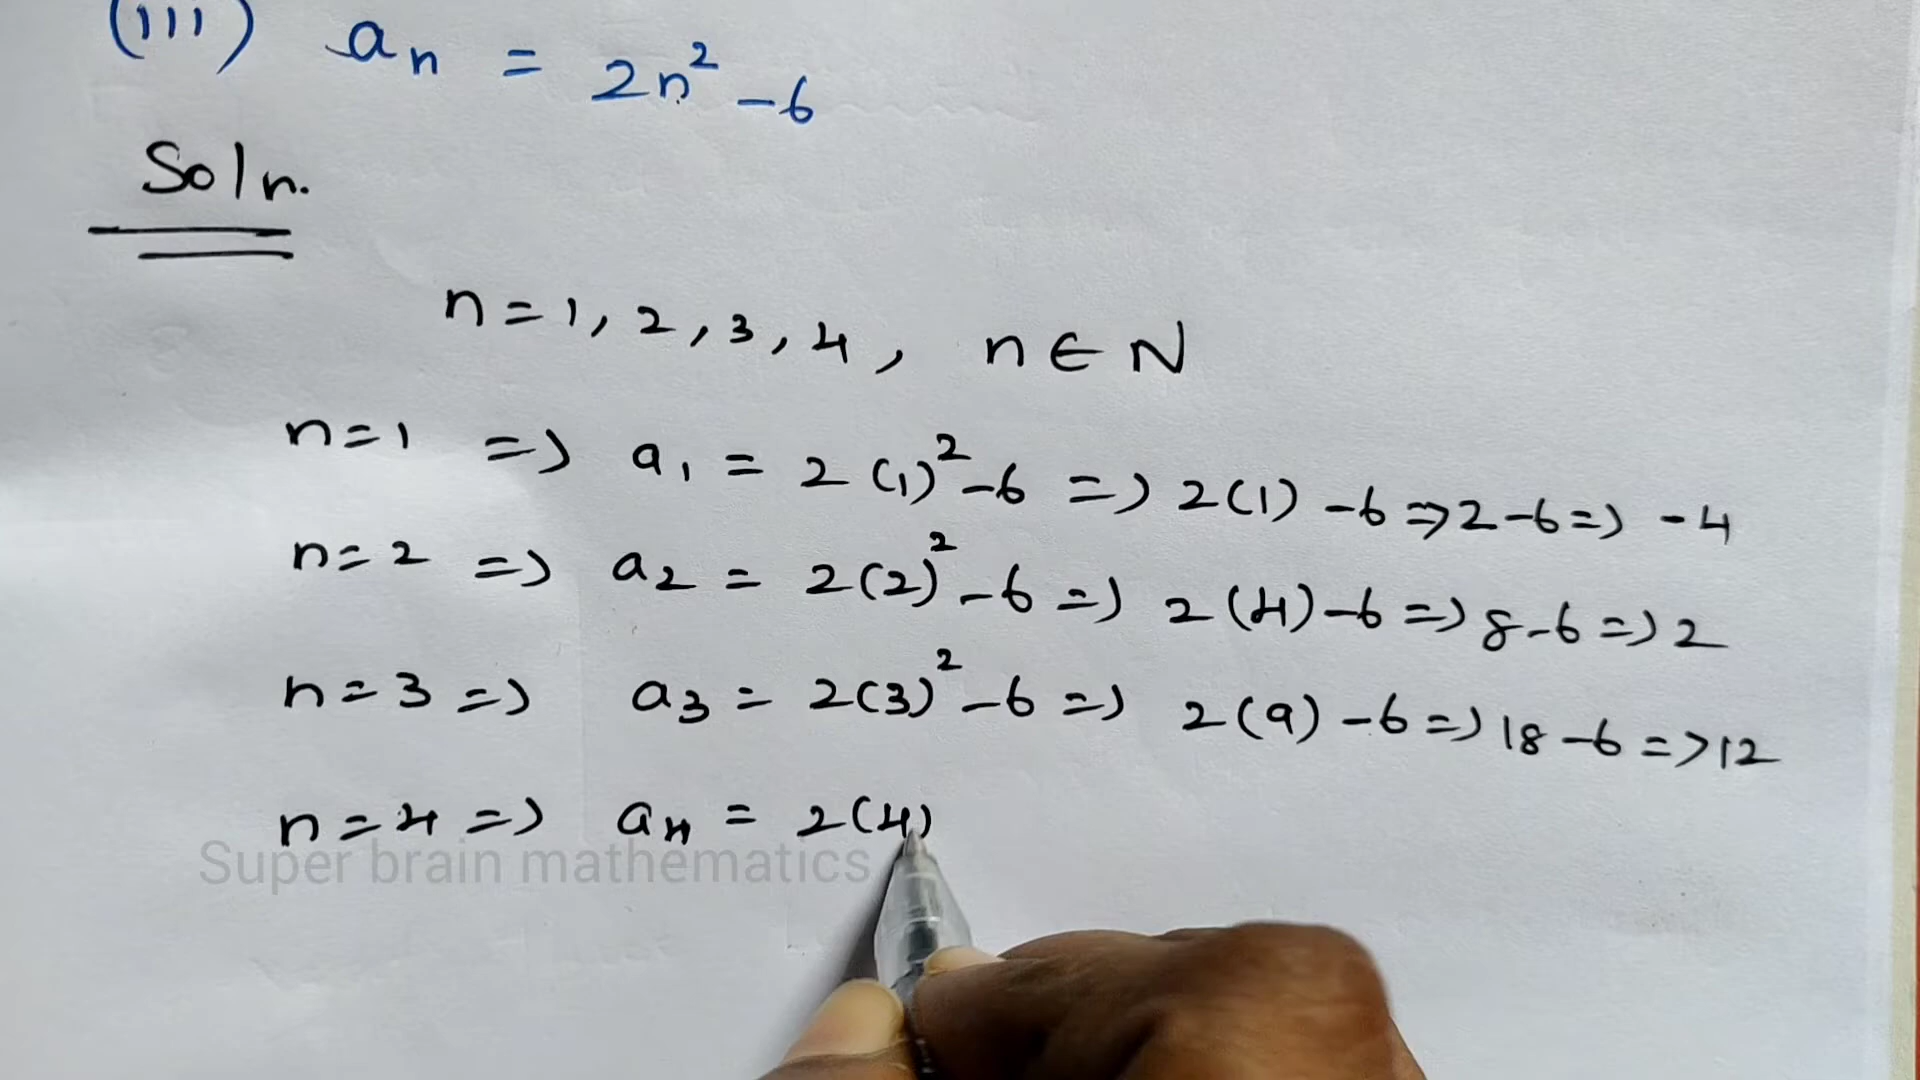 (iii) an = 2n² - 6
Soln.
n = 1, 2, 3, 4, n ∈ N
n=1 => a₁ = 2(1)² - 6 => 2(1) - 6 => 2 - 6 => - 4
n=2 => a₂ = 2(2)² - 6 => 2(4) - 6 => 8 - 6 => 2
n=3 => a₃ = 2(3)² - 6 => 2(9) - 6 => 18 - 6 => 12
n=4 => a₄ = 2(4)
Super brain mathematics